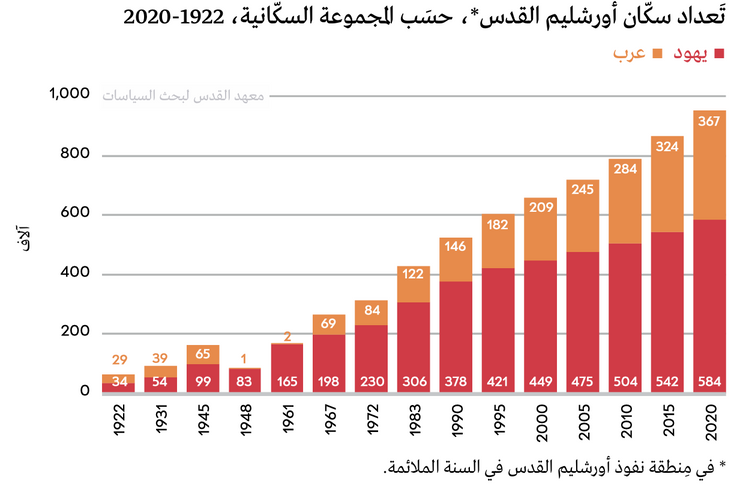 تَعداد سكّان أورشليم القدس*، حسَب المجموعة السكّانية، 1922-2020
يهود عرب
معهد القدس لبحث السياسات
آلاف
1,000
800
600
400
200
0
29 39 65 1 2 69 84 122 146 182 209 245 284 324 367
34 54 99 83 165 198 230 306 378 421 449 475 504 542 584
1922 1931 1945 1948 1961 1967 1972 1983 1990 1995 2000 2005 2010 2015 2020
* في مِنطقة نفوذ أورشليم القدس في السنة الملائمة.